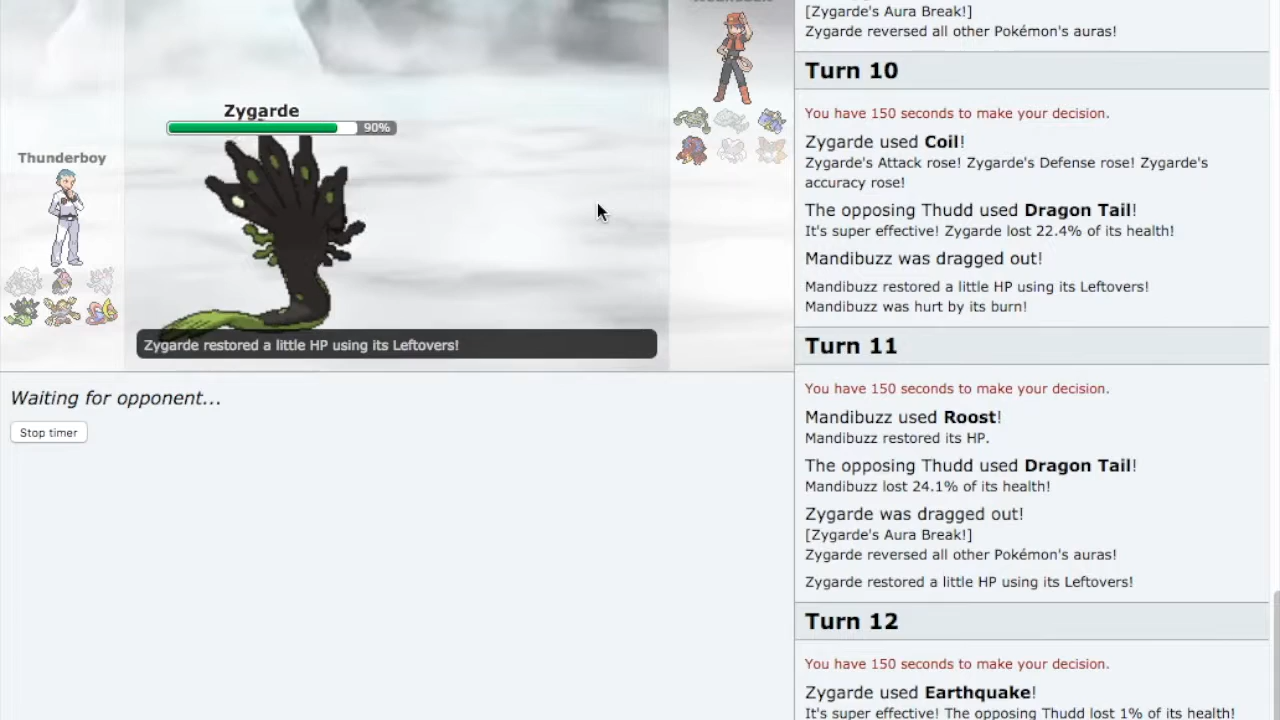 Zygarde
90%
Thunderboy
Zygarde restored a little HP using its Leftovers!
Waiting for opponent...
Stop timer
[Zygarde's Aura Break!]
Zygarde reversed all other Pokémon's auras!
Turn 10
You have 150 seconds to make your decision.
Zygarde used Coil!
Zygarde's Attack rose! Zygarde's Defense rose! Zygarde's
accuracy rose!
The opposing Thudd used Dragon Tail!
It's super effective! Zygarde lost 22.4% of its health!
Mandibuzz was dragged out!
Mandibuzz restored a little HP using its Leftovers!
Mandibuzz was hurt by its burn!
Turn 11
You have 150 seconds to make your decision.
Mandibuzz used Roost!
Mandibuzz restored its HP.
The opposing Thudd used Dragon Tail!
Mandibuzz lost 24.1% of its health!
Zygarde was dragged out!
[Zygarde's Aura Break!]
Zygarde reversed all other Pokémon's auras!
Zygarde restored a little HP using its Leftovers!
Turn 12
You have 150 seconds to make your decision.
Zygarde used Earthquake!
It's super effective! The opposing Thudd lost 1% of its health!